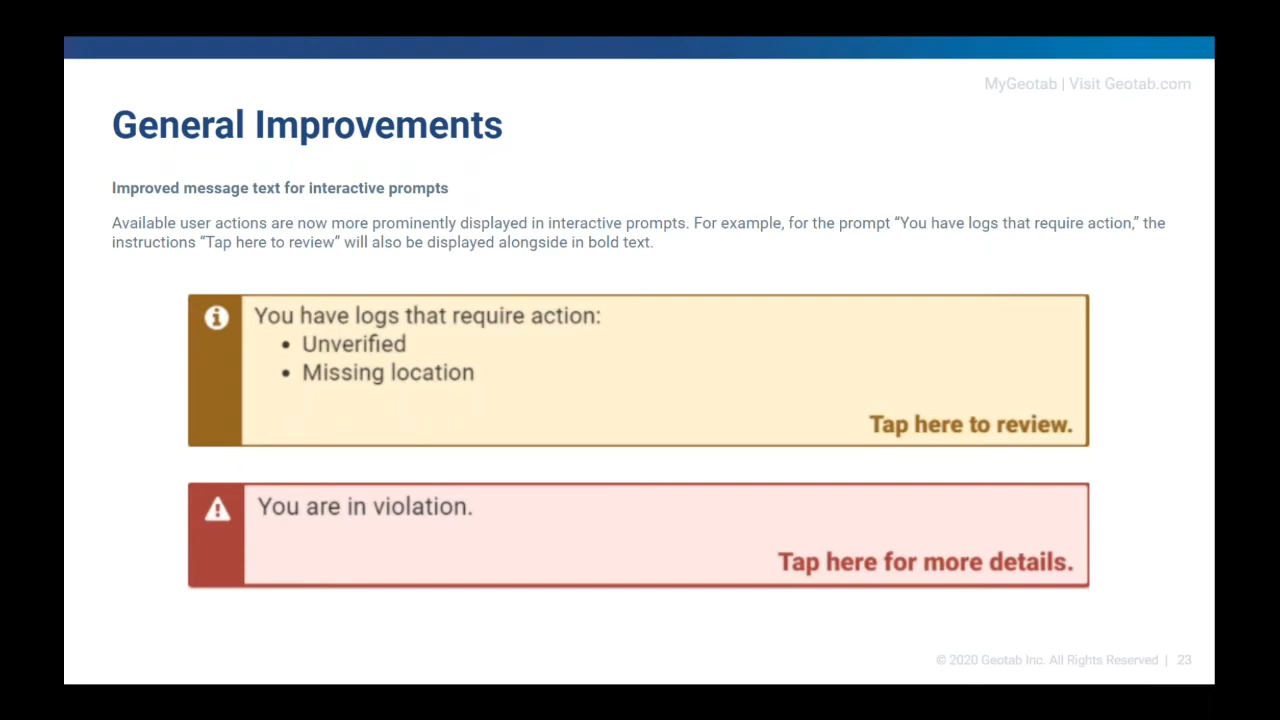 MyGeotab | Visit Geotab.com
General Improvements
Improved message text for interactive prompts
Available user actions are now more prominently displayed in interactive prompts. For example, for the prompt “You have logs that require action,” the
instructions “Tap here to review” will also be displayed alongside in bold text.
You have logs that require action:
• Unverified
• Missing location
Tap here to review.
You are in violation.
Tap here for more details.
© 2020 Geotab Inc. All Rights Reserved | 23